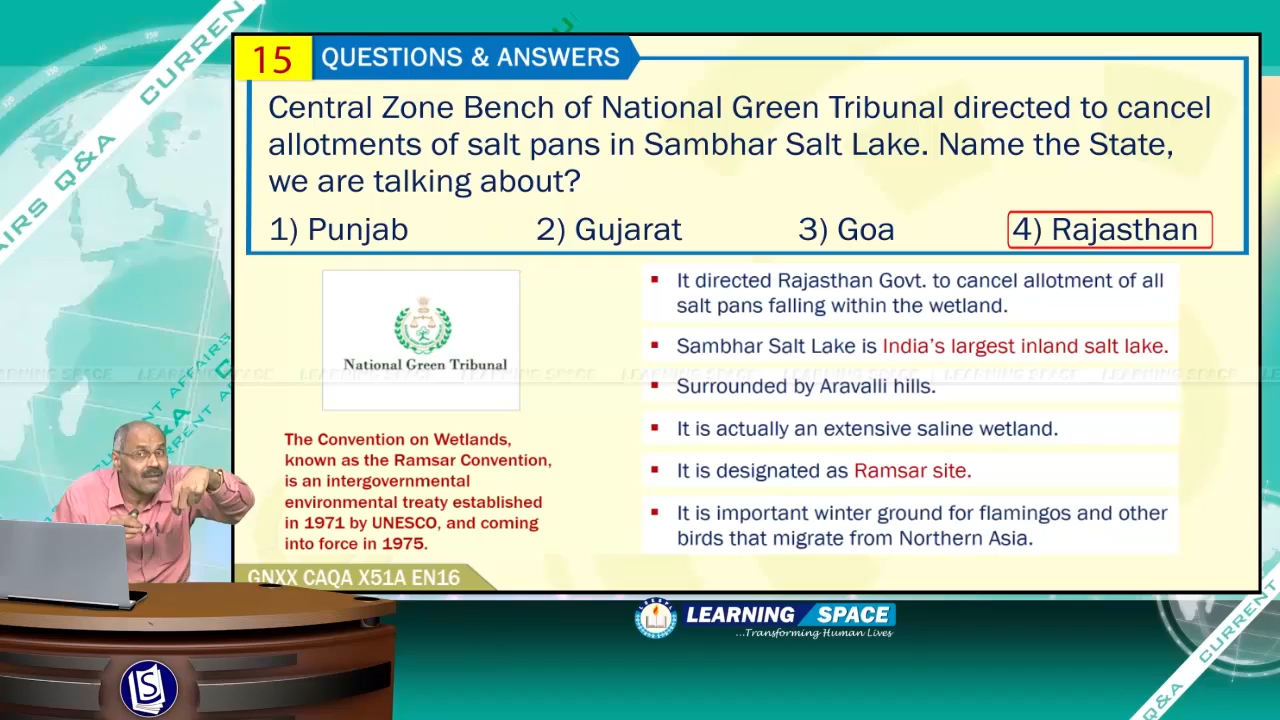 15 QUESTIONS & ANSWERS
Central Zone Bench of National Green Tribunal directed to cancel
allotments of salt pans in Sambhar Salt Lake. Name the State,
we are talking about?
1) Punjab 2) Gujarat 3) Goa 4) Rajasthan
National Green Tribunal
The Convention on Wetlands,
known as the Ramsar Convention,
is an intergovernmental
environmental treaty established
in 1971 by UNESCO, and coming
into force in 1975.
It directed Rajasthan Govt. to cancel allotment of all
salt pans falling within the wetland.
Sambhar Salt Lake is India's largest inland salt lake.
Surrounded by Aravalli hills.
It is actually an extensive saline wetland.
It is designated as Ramsar site.
It is important winter ground for flamingos and other
birds that migrate from Northern Asia.
GNXX CAQA X51A EN16
LEARNING SPACE
...Transforming Human Lives
AIRS Q&A CURREN
Q&A CURRENT
LS